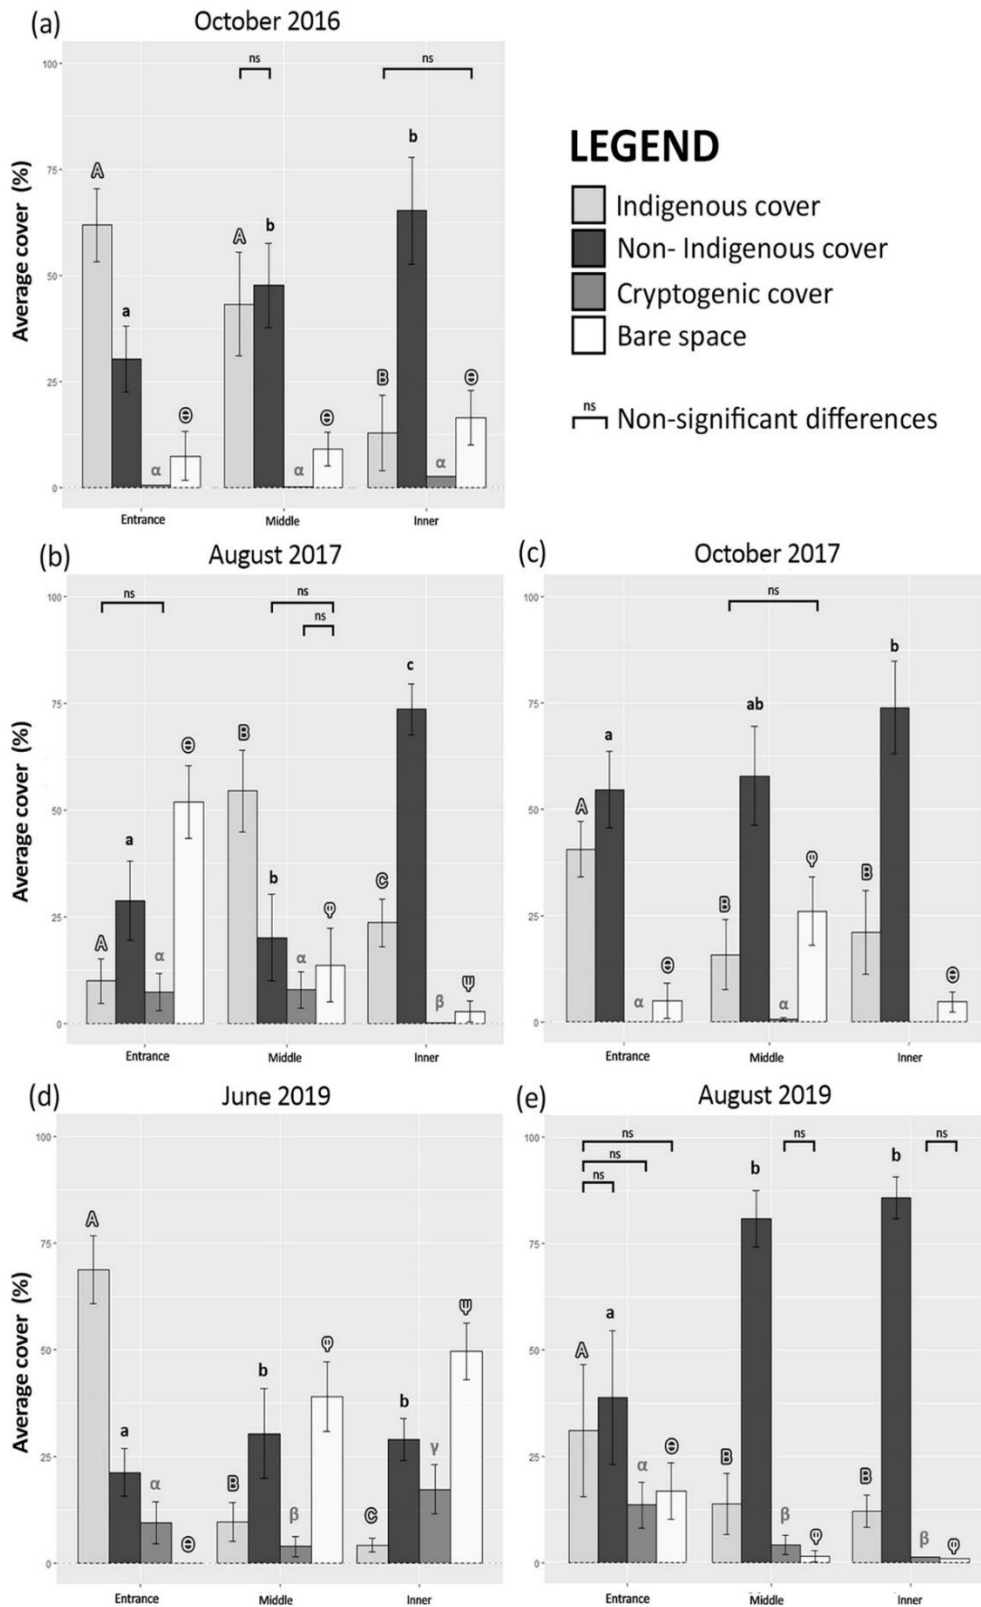 (a) October 2016
Average cover (%)
100
75
50
25
0
ns
ns
A
a
α
Θ
A
b
α
Θ
B
b
α
Θ
Entrance
Middle
Inner
LEGEND
Indigenous cover
Non- Indigenous cover
Cryptogenic cover
Bare space
ns Non-significant differences
(b) August 2017
Average cover (%)
100
75
50
25
0
ns
ns
ns
A
a
α
Θ
B
b
α
φ
C
c
β
ψ
Entrance
Middle
Inner
(c) October 2017
100
75
50
25
0
ns
A
a
α
Θ
B
ab
α
φ
B
b
Θ
Entrance
Middle
Inner
(d) June 2019
Average cover (%)
100
75
50
25
0
A
a
α
Θ
B
b
β
φ
C
b
γ
ψ
Entrance
Middle
Inner
(e) August 2019
100
75
50
25
0
ns
ns
ns
ns
ns
A
a
α
Θ
B
b
β
φ
B
b
β
φ
Entrance
Middle
Inner